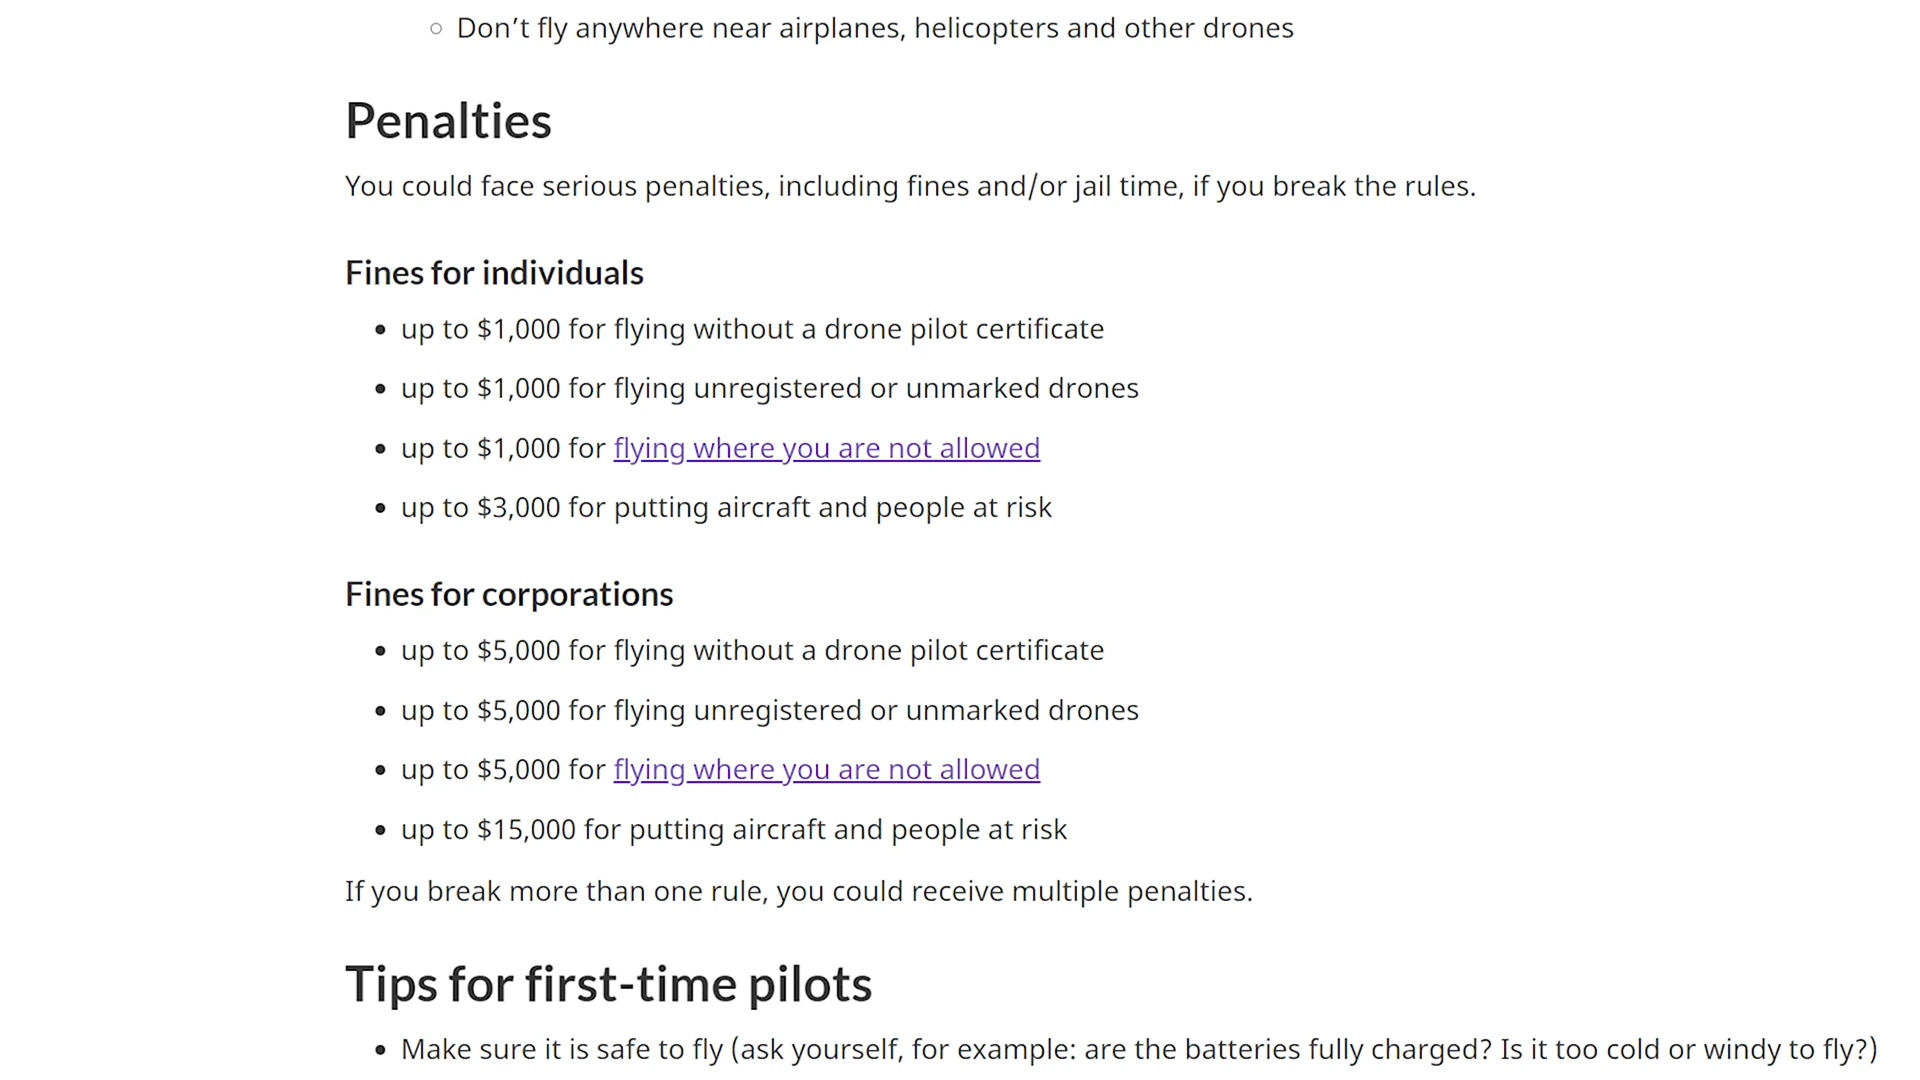 Don’t fly anywhere near airplanes, helicopters and other drones
Penalties
You could face serious penalties, including fines and/or jail time, if you break the rules.
Fines for individuals
up to $1,000 for flying without a drone pilot certificate
up to $1,000 for flying unregistered or unmarked drones
up to $1,000 for flying where you are not allowed
up to $3,000 for putting aircraft and people at risk
Fines for corporations
up to $5,000 for flying without a drone pilot certificate
up to $5,000 for flying unregistered or unmarked drones
up to $5,000 for flying where you are not allowed
up to $15,000 for putting aircraft and people at risk
If you break more than one rule, you could receive multiple penalties.
Tips for first-time pilots
Make sure it is safe to fly (ask yourself, for example: are the batteries fully charged? Is it too cold or windy to fly?)